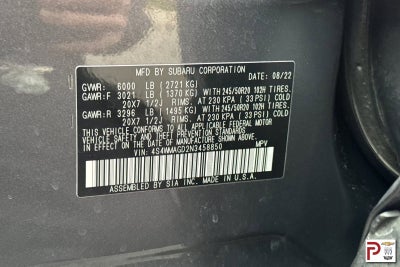 MFD BY SUBARU CORPORATION 08/22
GVWR: 6000 LB (2721 KG)
GAWR:F 3021 LB (1370 KG) WITH 245/50R20 102H TIRES,
20X7 1/2J RIMS, AT 230 KPA (33 PSI) COLD
GAWR:R 3296 LB (1495 KG) WITH 245/50R20 102H TIRES,
20X7 1/2J RIMS, AT 230 KPA (33 PSI) COLD
THIS VEHICLE CONFORMS TO ALL APPLICABLE FEDERAL MOTOR
VEHICLE SAFETY STANDARDS IN EFFECT ON THE DATE OF
MANUFACTURE SHOWN ABOVE.
VIN: 4S4WMAGD2N3458850 MPV
ASSEMBLED BY SIA INC. MADE IN U.S.A.
P